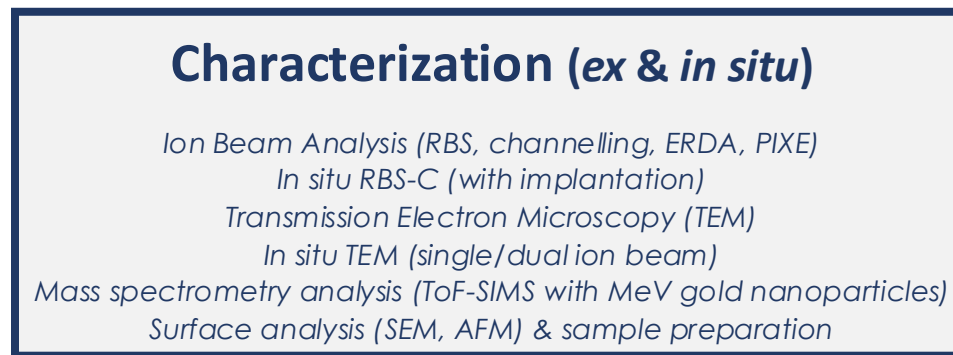 Characterization (ex & in situ)
Ion Beam Analysis (RBS, channelling, ERDA, PIXE)
In situ RBS-C (with implantation)
Transmission Electron Microscopy (TEM)
In situ TEM (single/dual ion beam)
Mass spectrometry analysis (ToF-SIMS with MeV gold nanoparticles)
Surface analysis (SEM, AFM) & sample preparation